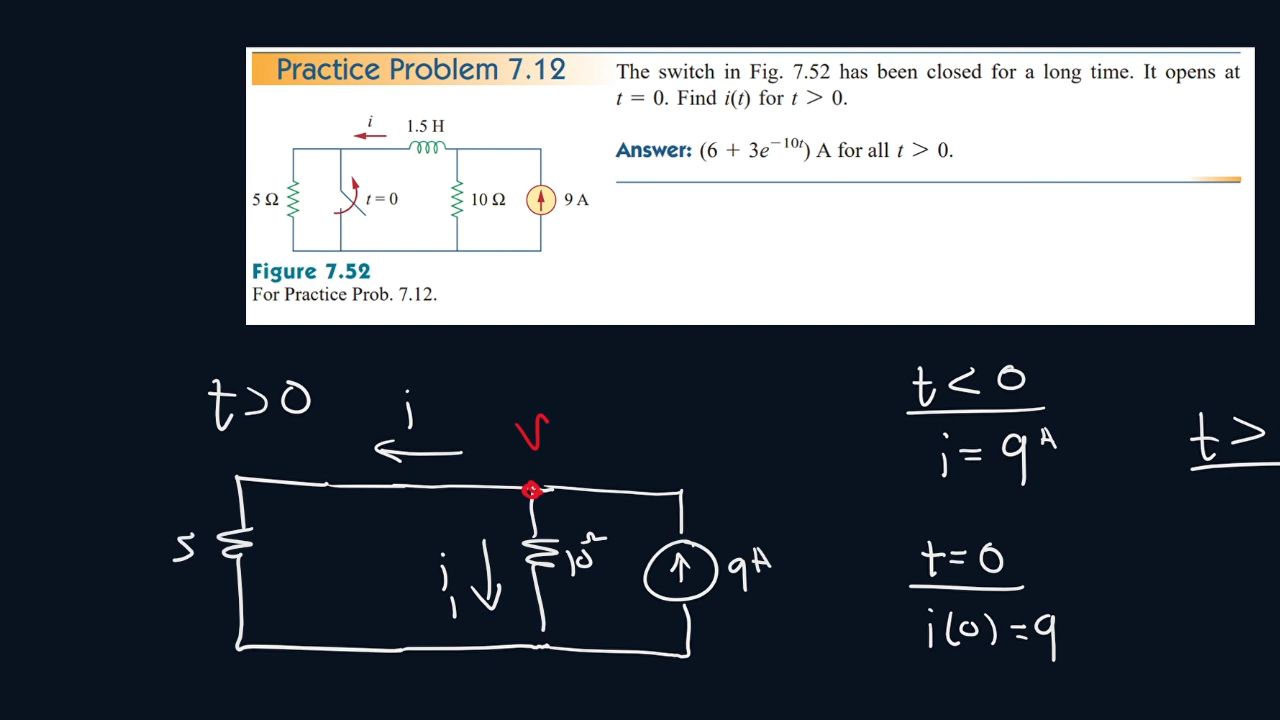 Practice Problem 7.12
The switch in Fig. 7.52 has been closed for a long time. It opens at
t = 0. Find i(t) for t > 0.
Answer: (6 + 3e^{−10t}) A for all t > 0.
i
1.5 H
5 Ω
t = 0
10 Ω
9 A
Figure 7.52
For Practice Prob. 7.12.
t>0
i
V
5
i₁
10Ω
9A
t<0
i=9A
t=0
i(0)=9
t>